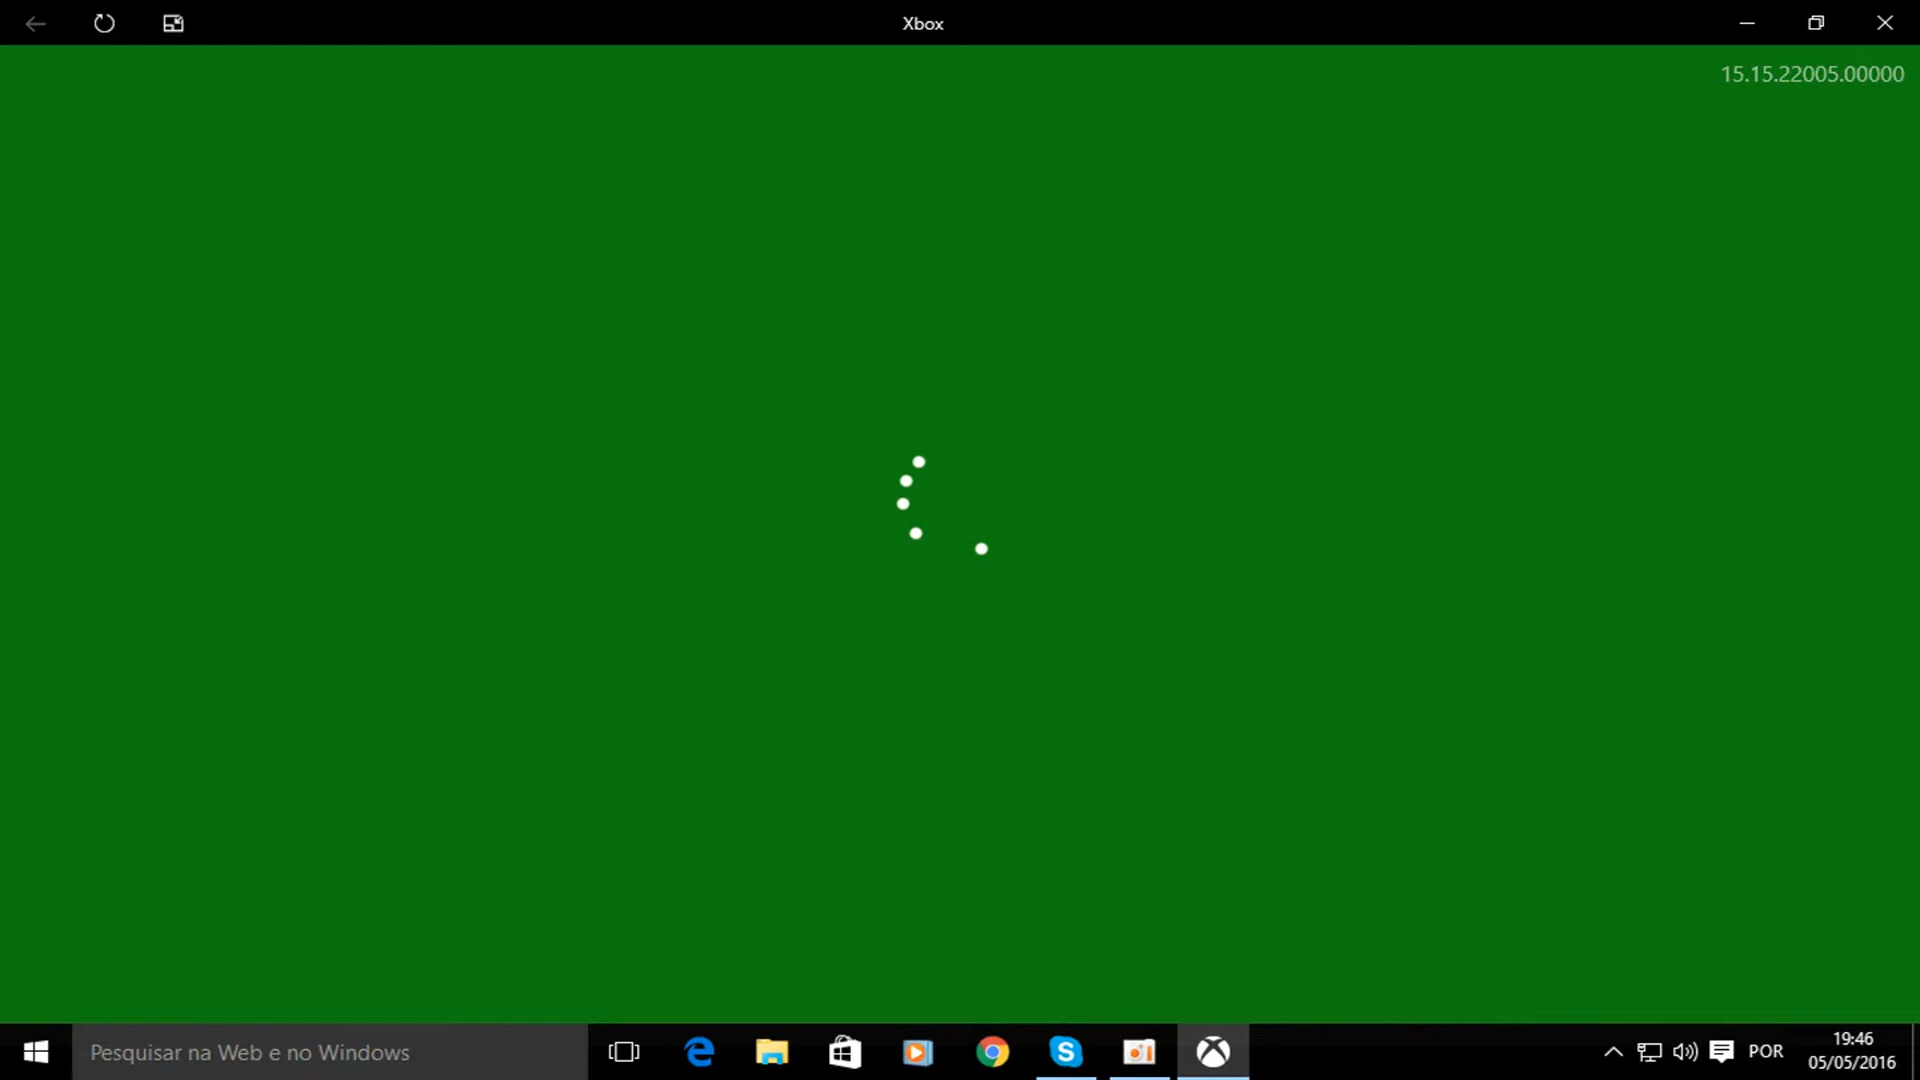 Xbox
15.15.22005.00000
Pesquisar na Web e no Windows
POR
19:46
05/05/2016